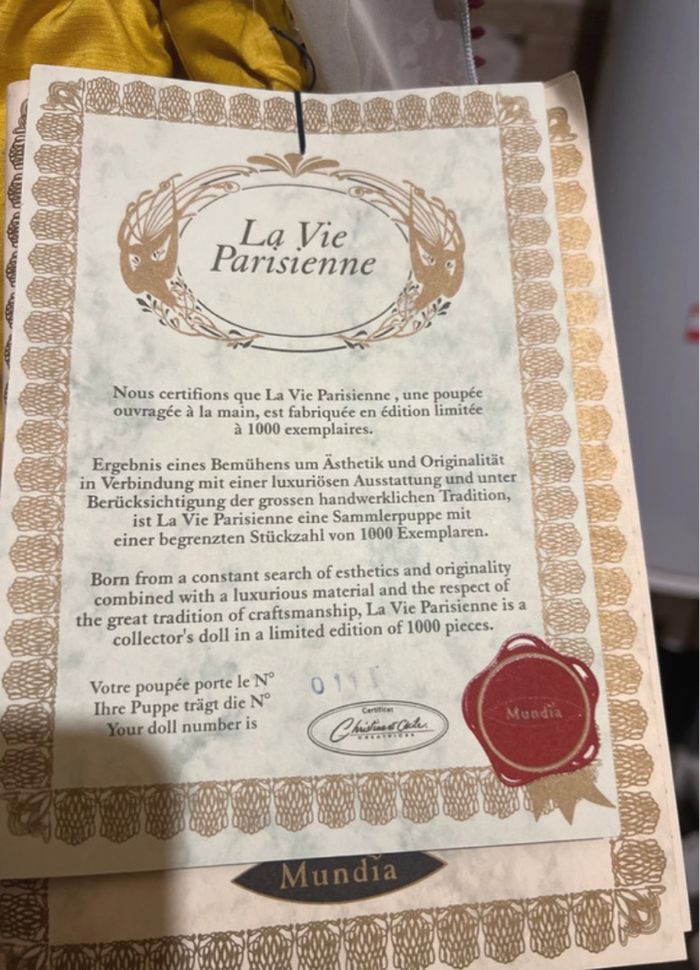 La Vie
Parisienne
Nous certifions que La Vie Parisienne , une poupée
ouvragée à la main, est fabriquée en édition limitée
à 1000 exemplaires.
Ergebnis eines Bemühens um Ästhetik und Originalität
in Verbindung mit einer luxuriösen Ausstattung und unter
Berücksichtigung der grossen handwerklichen Tradition,
ist La Vie Parisienne eine Sammlerpuppe mit
einer begrenzten Stückzahl von 1000 Exemplaren.
Born from a constant search of esthetics and originality
combined with a luxurious material and the respect of
the great tradition of craftsmanship, La Vie Parisienne is a
collector's doll in a limited edition of 1000 pieces.
Votre poupée porte le N°
Ihre Puppe trägt die N°
Your doll number is
Certificat
CREATRICES
Mundia
Mundia